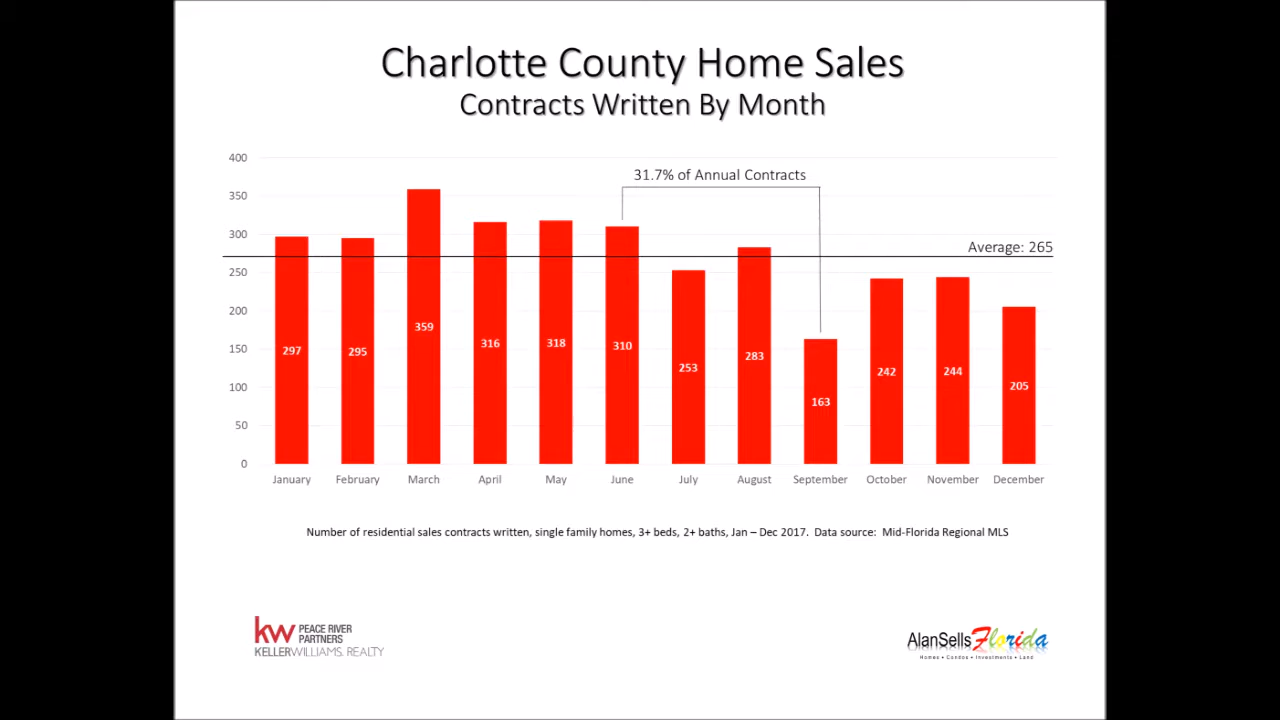 Charlotte County Home Sales
Contracts Written By Month
400
31.7% of Annual Contracts
350
300
Average: 265
250
200
150
100
50
0
297
295
359
316
318
310
253
283
163
242
244
205
January
February
March
April
May
June
July
August
September
October
November
December
Number of residential sales contracts written, single family homes, 3+ beds, 2+ baths, Jan – Dec 2017.  Data source:  Mid-Florida Regional MLS
kw PEACE RIVER
PARTNERS
KELLERWILLIAMS. REALTY
AlanSellsFlorida
Homes • Condos • Investments • Land